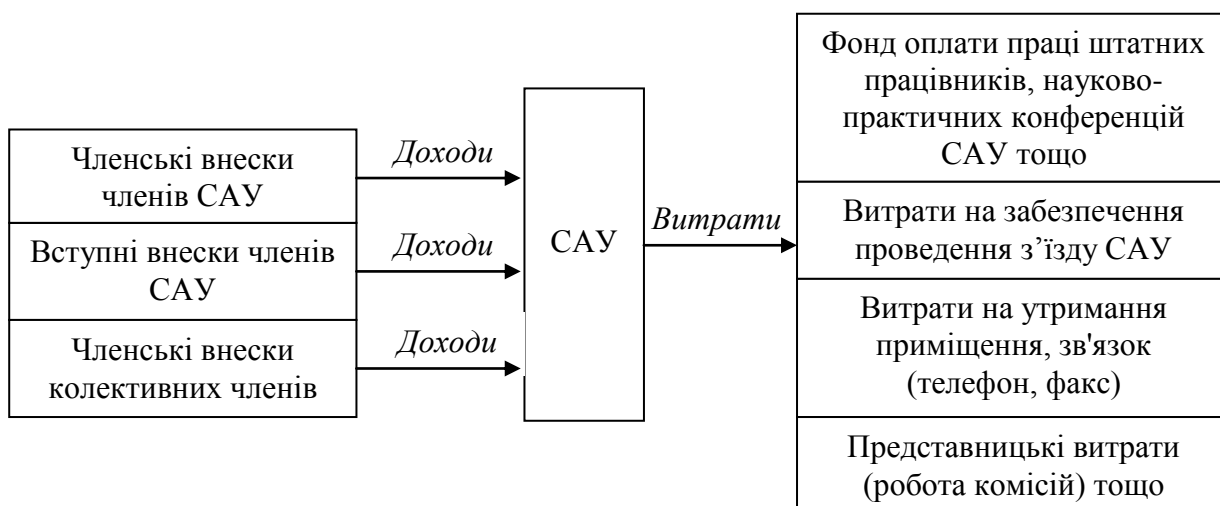 Членські внески
членів САУ
Вступні внески членів
САУ
Членські внески
колективних членів
Доходи
Доходи
Доходи
САУ
Витрати
Фонд оплати праці штатних
працівників, науково-
практичних конференцій
САУ тощо
Витрати на забезпечення
проведення з’їзду САУ
Витрати на утримання
приміщення, зв'язок
(телефон, факс)
Представницькі витрати
(робота комісій) тощо